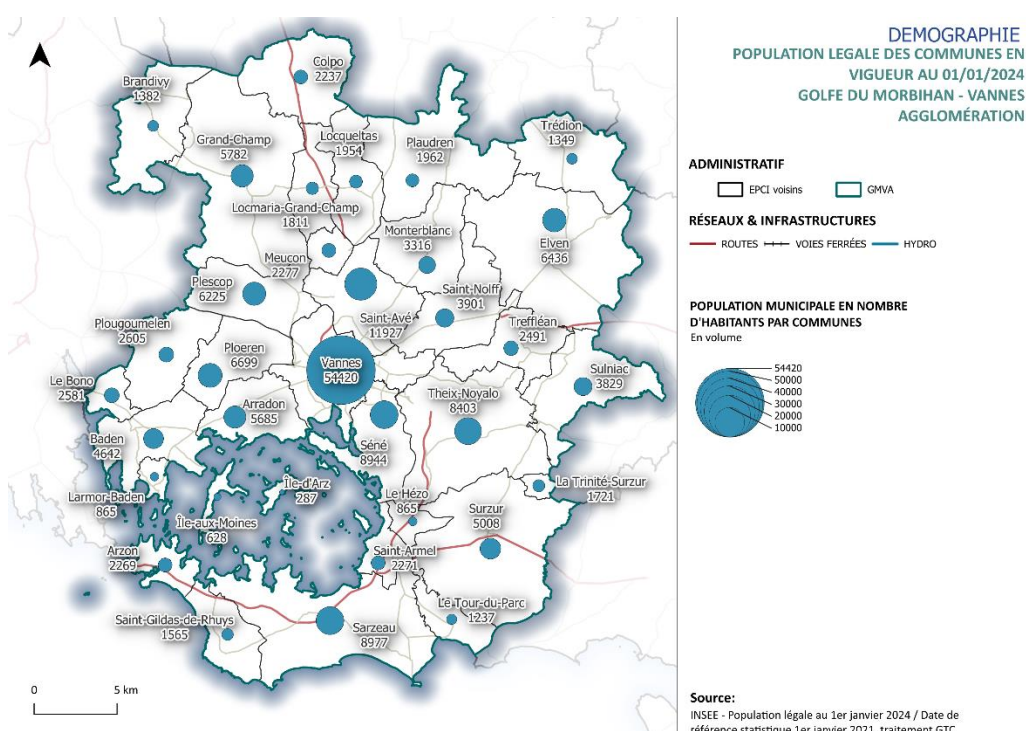 DEMOGRAPHIE
POPULATION LEGALE DES COMMUNES EN
VIGUEUR AU 01/01/2024
GOLFE DU MORBIHAN - VANNES
AGGLOMÉRATION
ADMINISTRATIF
EPCI voisins GMVA
RÉSEAUX & INFRASTRUCTURES
ROUTES VOIES FERRÉES HYDRO
POPULATION MUNICIPALE EN NOMBRE
D'HABITANTS PAR COMMUNES
En volume
54420
50000
40000
30000
20000
10000
Source:
INSEE - Population légale au 1er janvier 2024 / Date de
référence statistique 1er janvier 2021, traitement GTC
Colpo
2237
Brandivy
1382
Grand-Champ
5782
Locqueltas
1954
Plaudren
1962
Trédion
1349
Locmaria-Grand-Champ
1811
Monterblanc
3316
Elven
6436
Meucon
2277
Plescop
6225
Saint-Nolff
3901
Saint-Avé
11927
Plougoumelen
2605
Ploeren
6699
Treffléan
2491
Vannes
54420
Sulniac
3829
Le Bono
2581
Arradon
5685
Theix-Noyalo
8403
Baden
4642
Séné
8944
Larmor-Baden
865
Île-d'Arz
287
Le Hézo
865
La Trinité-Surzur
1721
Île-aux-Moines
628
Surzur
5008
Arzon
2269
Saint-Armel
2271
Saint-Gildas-de-Rhuys
1565
Sarzeau
8977
Le Tour-du-Parc
1237
0 5 km